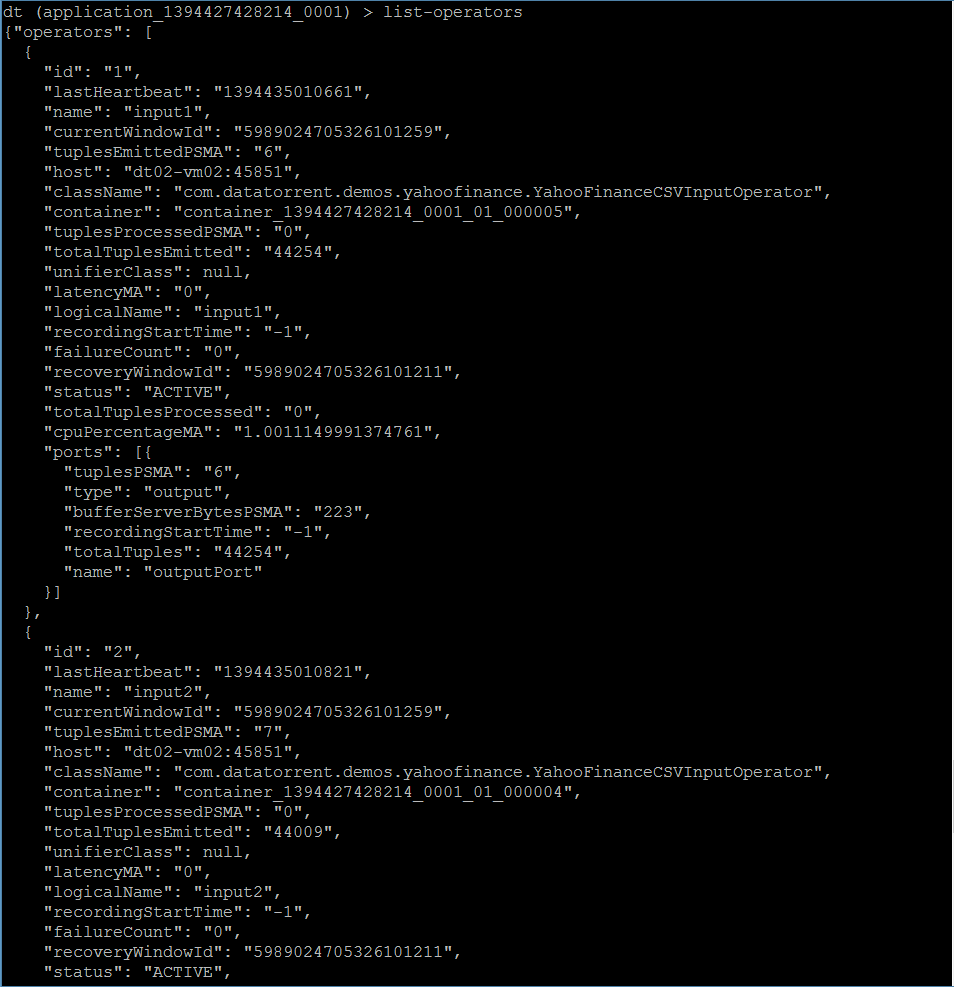 dt (application_1394427428214_0001) > list-operators
{"operators": [
  {
    "id": "1",
    "lastHeartbeat": "1394435010661",
    "name": "input1",
    "currentWindowId": "5989024705326101259",
    "tuplesEmittedPSMA": "6",
    "host": "dt02-vm02:45851",
    "className": "com.datatorrent.demos.yahoofinance.YahooFinanceCSVInputOperator",
    "container": "container_1394427428214_0001_01_000005",
    "tuplesProcessedPSMA": "0",
    "totalTuplesEmitted": "44254",
    "unifierClass": null,
    "latencyMA": "0",
    "logicalName": "input1",
    "recordingStartTime": "-1",
    "failureCount": "0",
    "recoveryWindowId": "5989024705326101211",
    "status": "ACTIVE",
    "totalTuplesProcessed": "0",
    "cpuPercentageMA": "1.0011149991374761",
    "ports": [{
      "tuplesPSMA": "6",
      "type": "output",
      "bufferServerBytesPSMA": "223",
      "recordingStartTime": "-1",
      "totalTuples": "44254",
      "name": "outputPort"
    }]
  },
  {
    "id": "2",
    "lastHeartbeat": "1394435010821",
    "name": "input2",
    "currentWindowId": "5989024705326101259",
    "tuplesEmittedPSMA": "7",
    "host": "dt02-vm02:45851",
    "className": "com.datatorrent.demos.yahoofinance.YahooFinanceCSVInputOperator",
    "container": "container_1394427428214_0001_01_000004",
    "tuplesProcessedPSMA": "0",
    "totalTuplesEmitted": "44009",
    "unifierClass": null,
    "latencyMA": "0",
    "logicalName": "input2",
    "recordingStartTime": "-1",
    "failureCount": "0",
    "recoveryWindowId": "5989024705326101211",
    "status": "ACTIVE",